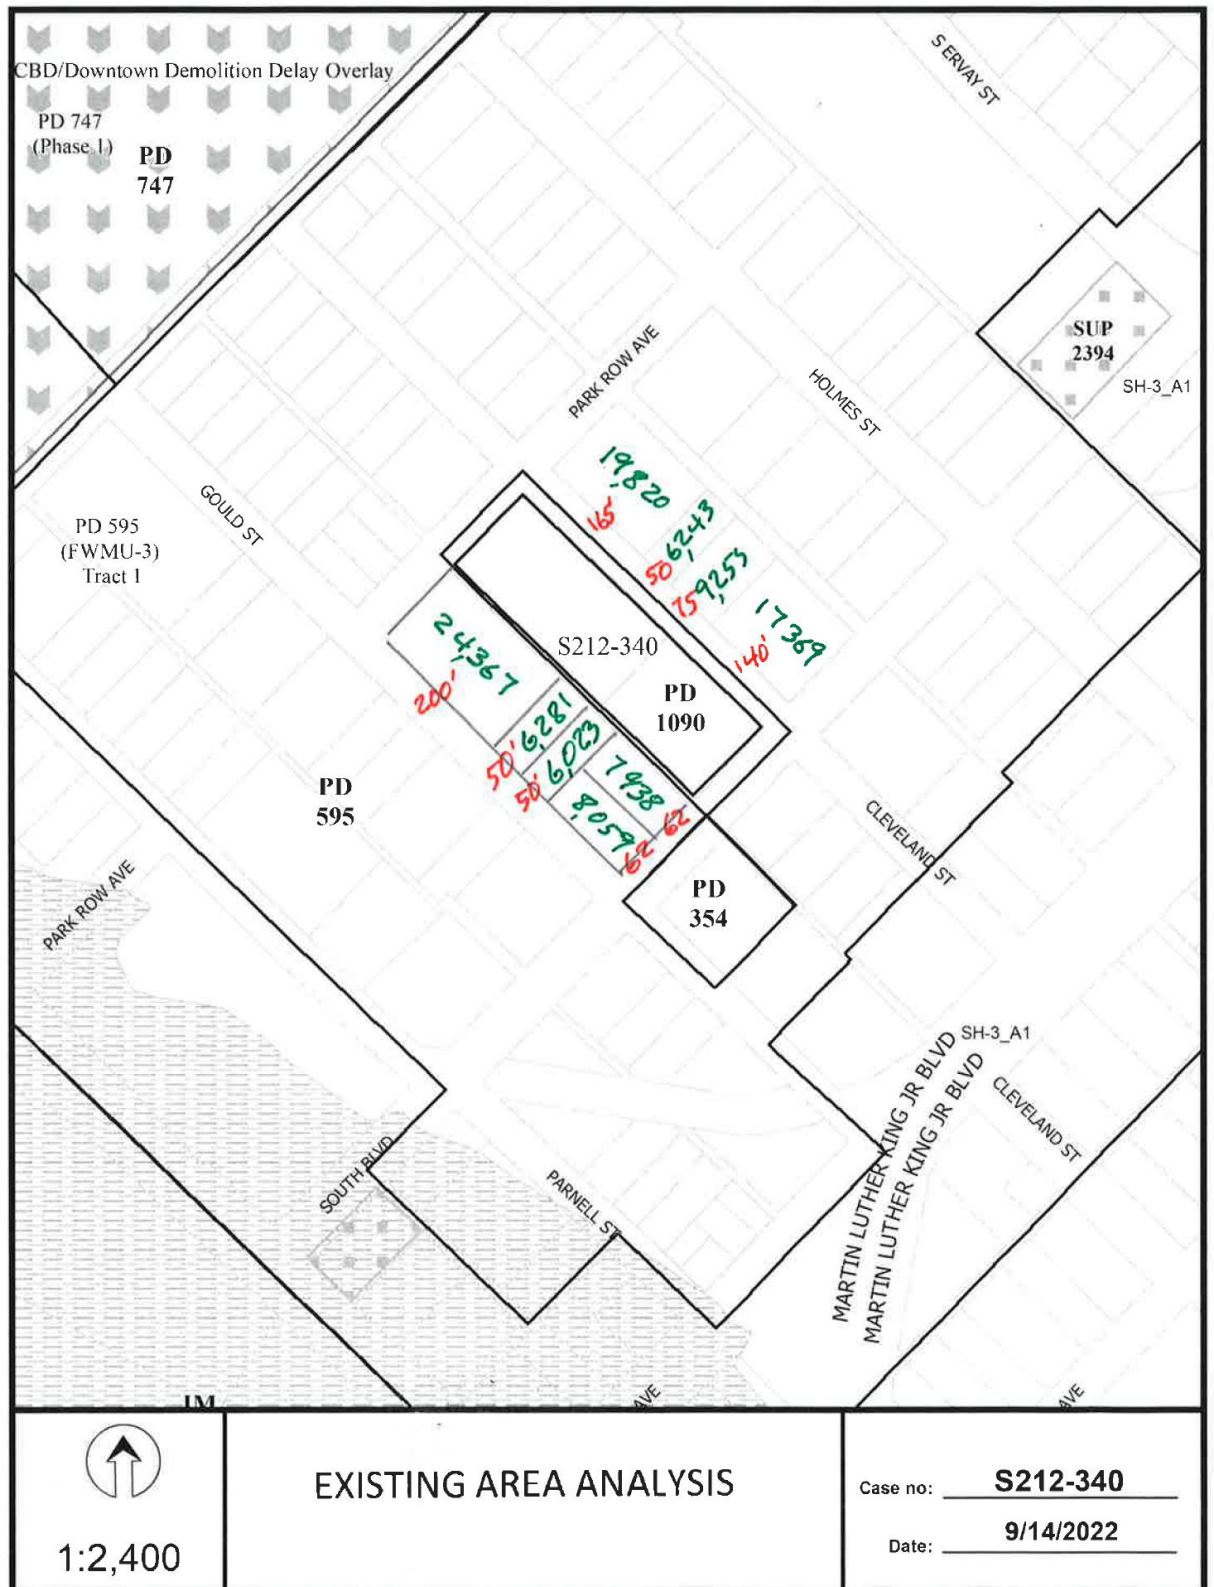 CBD/Downtown Demolition Delay Overlay
PD 747
(Phase 1)
PD
747
S ERVAY ST
SUP
2394
SH-3_A1
PARK ROW AVE
HOLMES ST
GOULD ST
PD 595
(FWMU-3)
Tract 1
19,820
165'
6,243
50
9,253
75
17369
140'
S212-340
PD
1090
24,367
200'
6,281
50'
6,023
50'
7938
62
8,059
62
PD
595
PD
354
CLEVELAND ST
PARK ROW AVE
SH-3_A1
MARTIN LUTHER KING JR BLVD
MARTIN LUTHER KING JR BLVD
CLEVELAND ST
SOUTH BLVD
PARNELL ST
IM
AVE
AVE
1:2,400
EXISTING AREA ANALYSIS
Case no: S212-340
Date: 9/14/2022